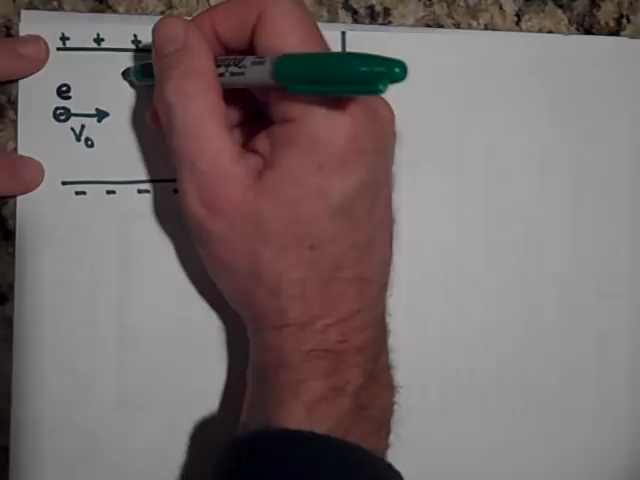 + + +
e
⊖→
V₀
- - -